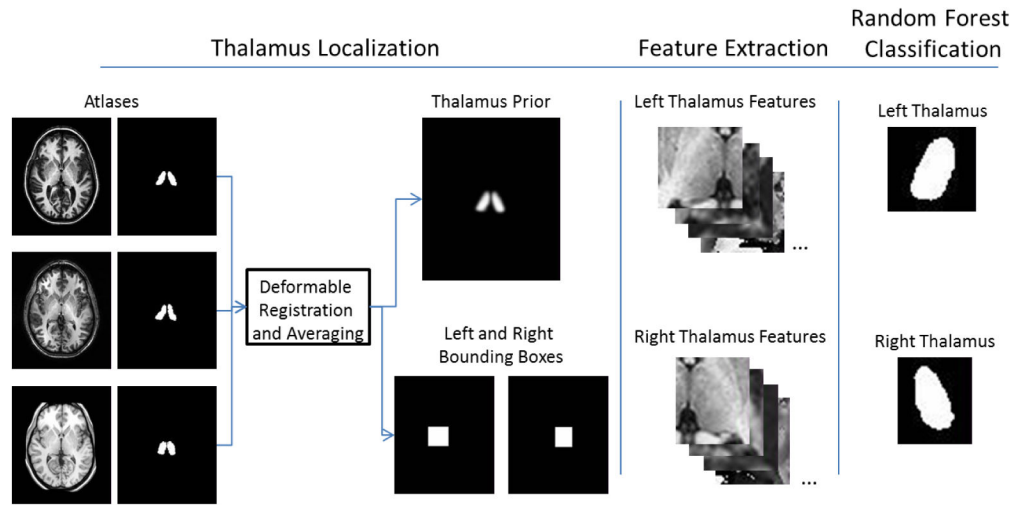 Thalamus Localization
Feature Extraction
Random Forest
Classification
Atlases
Thalamus Prior
Left Thalamus Features
Left Thalamus
...
Deformable
Registration
and Averaging
Left and Right
Bounding Boxes
Right Thalamus Features
Right Thalamus
...